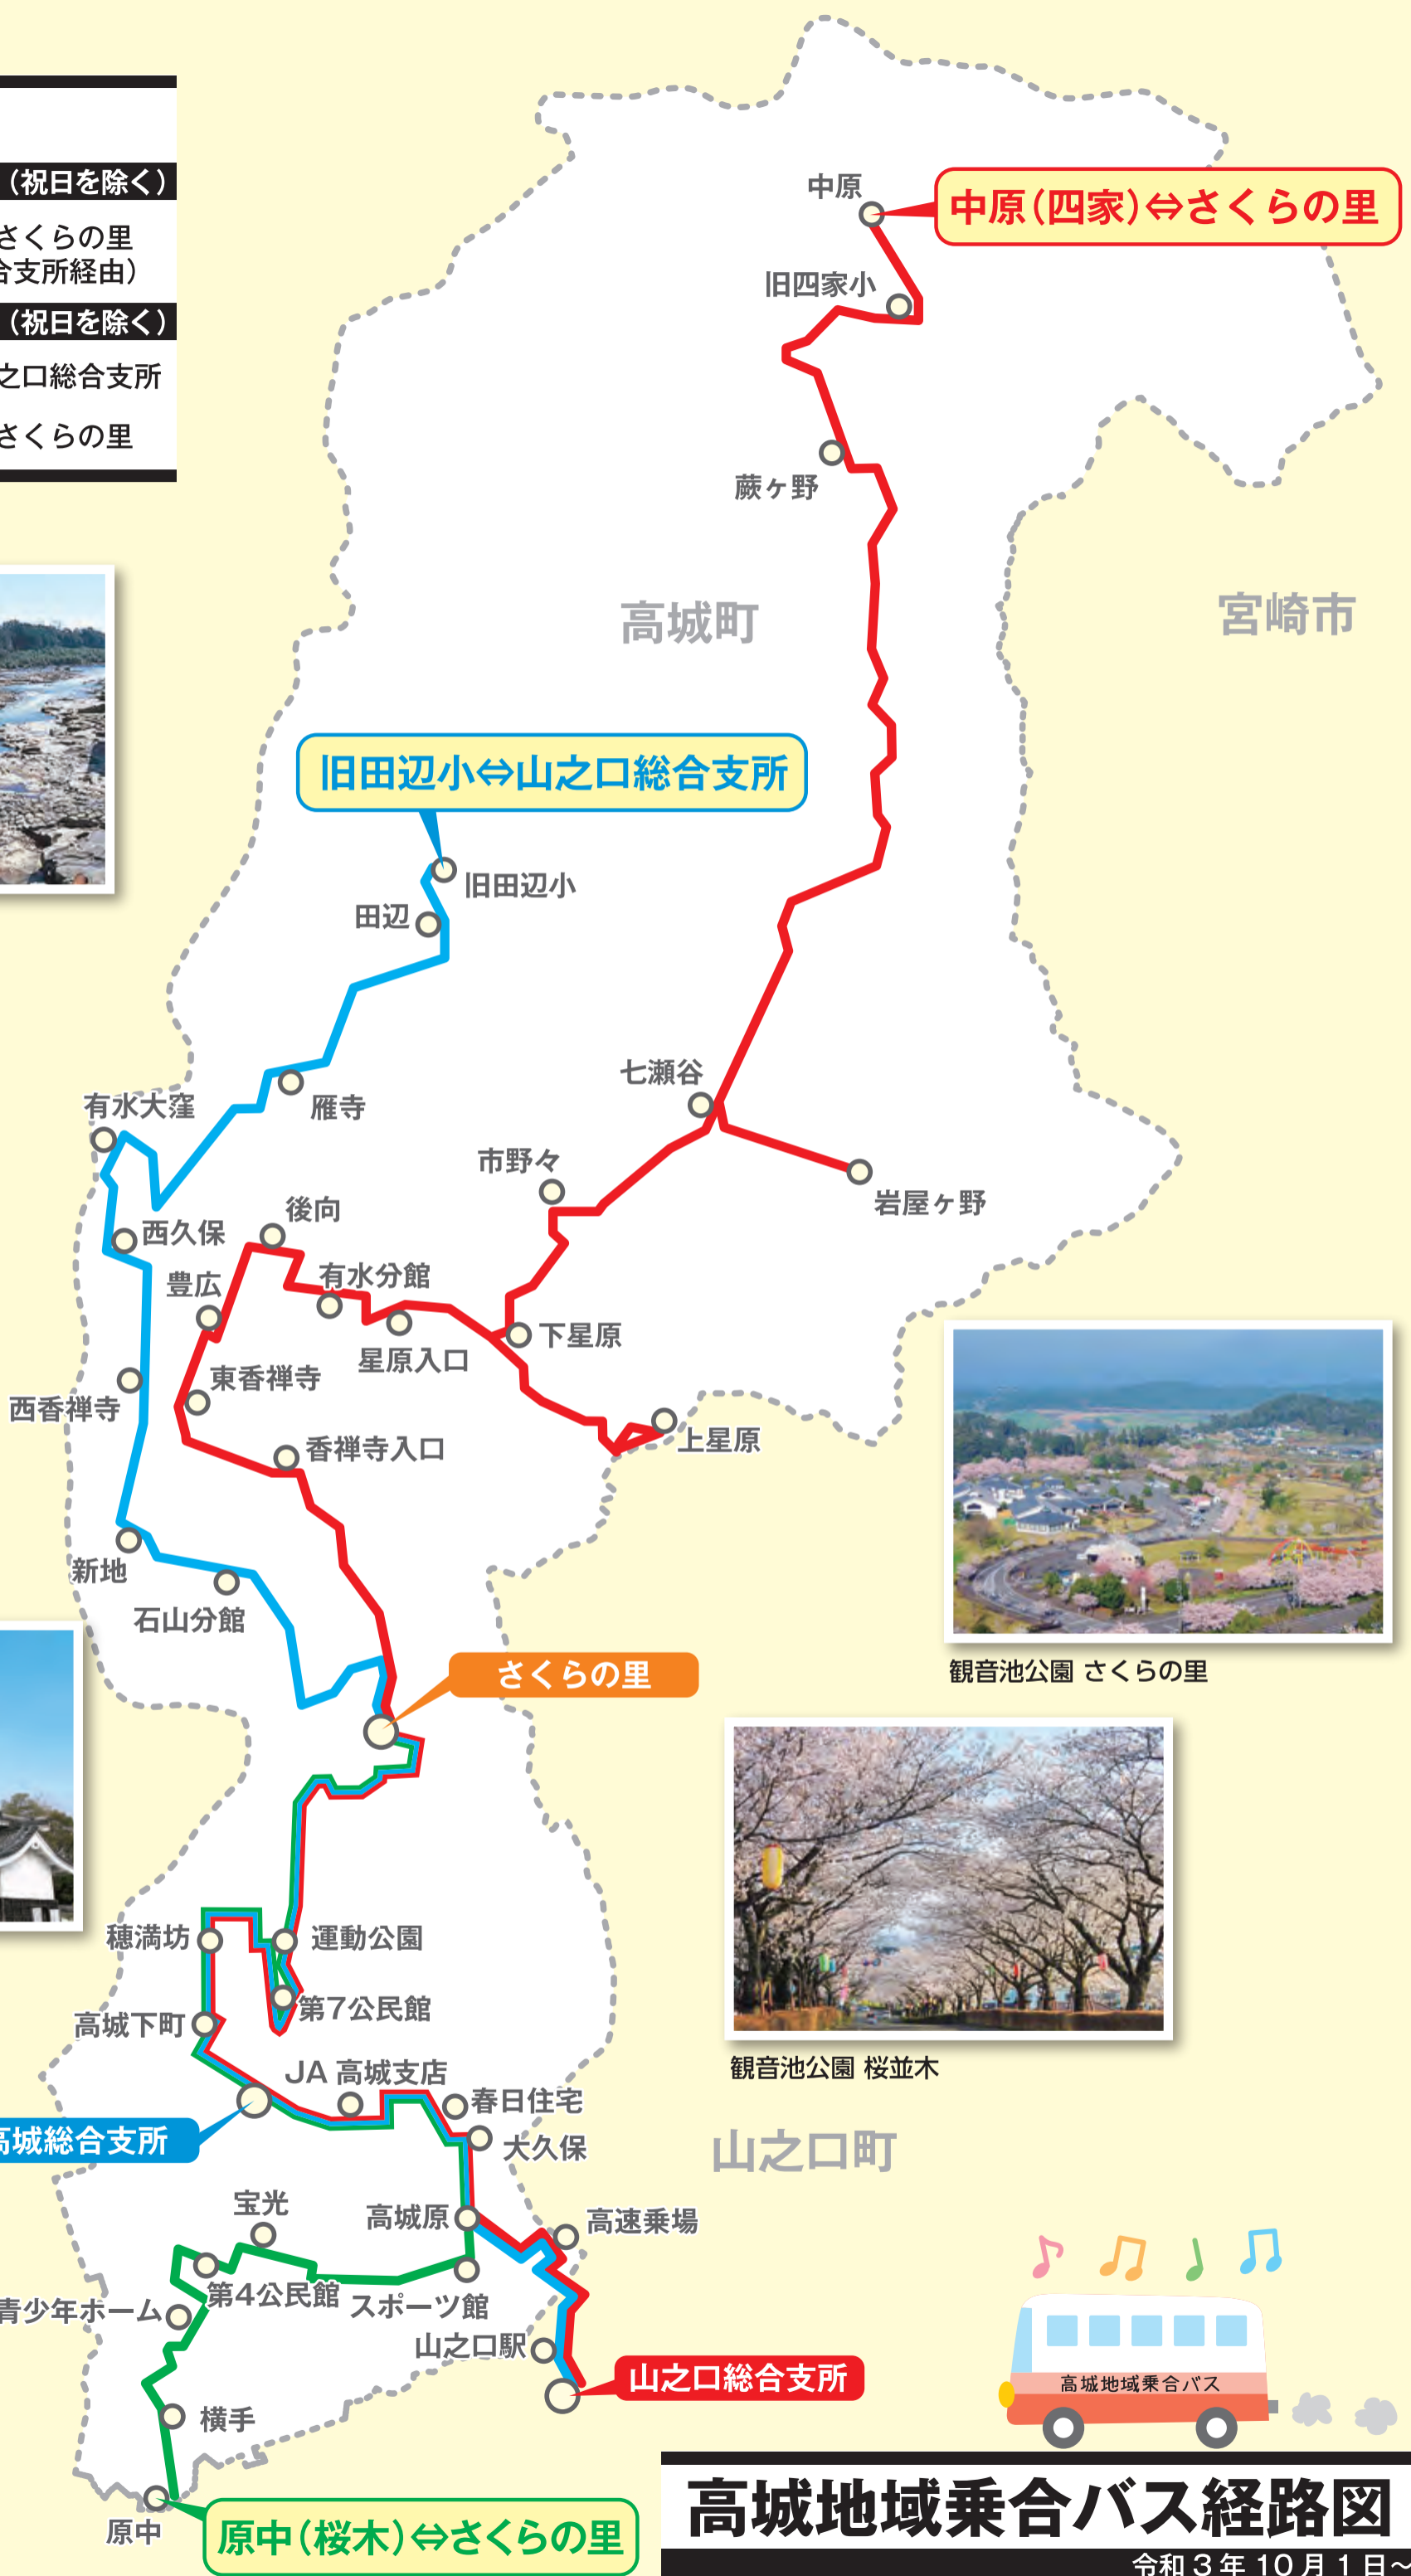 （祝日を除く）
さくらの里
合支所経由）
（祝日を除く）
之口総合支所
さくらの里
中原
中原（四家）⇔さくらの里
旧四家小
蕨ヶ野
高城町
宮崎市
旧田辺小⇔山之口総合支所
旧田辺小
田辺
雁寺
有水大窪
七瀬谷
市野々
岩屋ヶ野
後向
西久保
有水分館
豊広
下星原
星原入口
東香禅寺
西香禅寺
上星原
香禅寺入口
新地
石山分館
さくらの里
観音池公園 さくらの里
穂満坊
運動公園
第7公民館
高城下町
観音池公園 桜並木
JA 高城支店
春日住宅
高城総合支所
大久保
山之口町
宝光
高城原
高速乗場
第4公民館
スポーツ館
青少年ホーム
山之口駅
山之口総合支所
高城地域乗合バス
横手
原中
原中（桜木）⇔さくらの里
高城地域乗合バス経路図
令和3年10月1日～